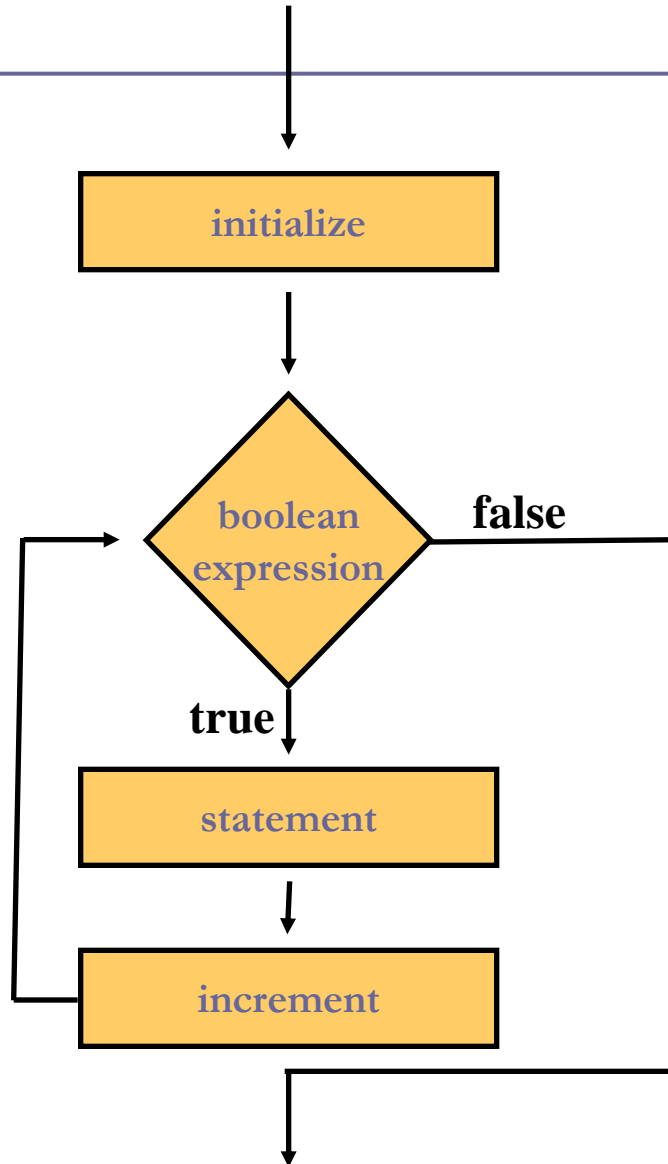 initialize
boolean
expression
false
true
statement
increment